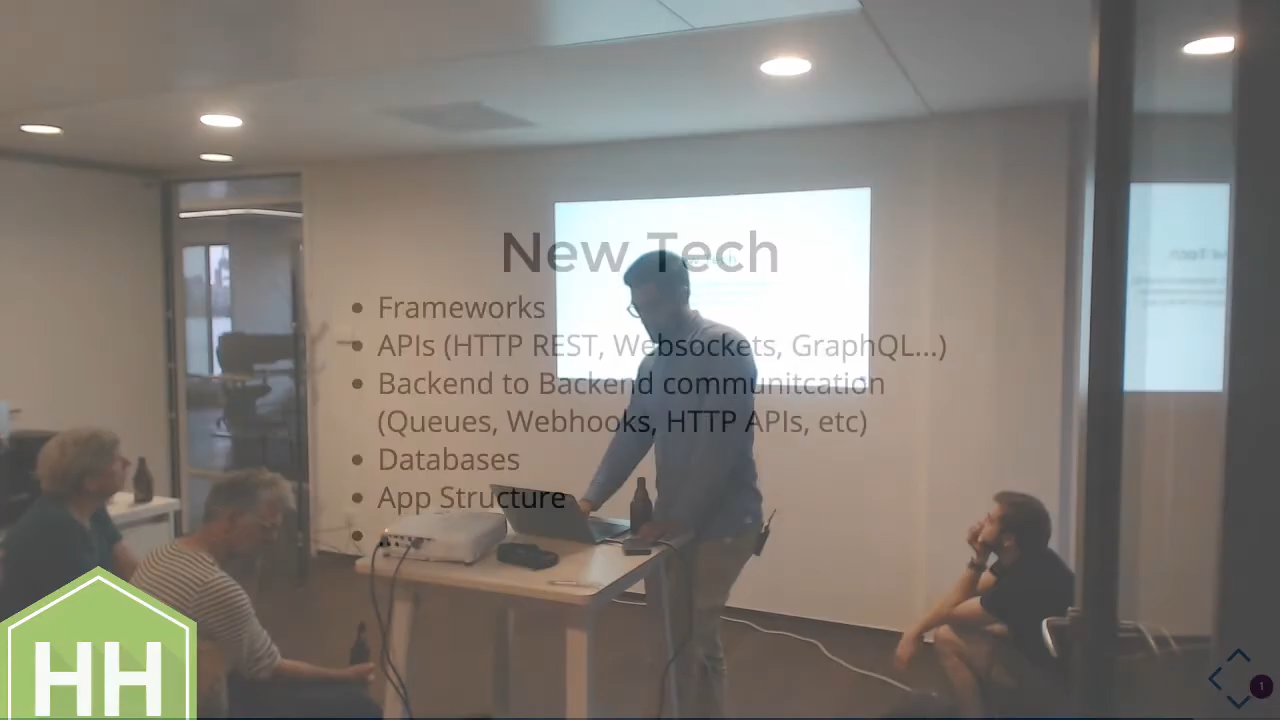 New Tech
Frameworks
APIs (HTTP REST, Websockets, GraphQL...)
Backend to Backend communitcation
(Queues, Webhooks, HTTP APIs, etc)
Databases
App Structure
..
HH
1